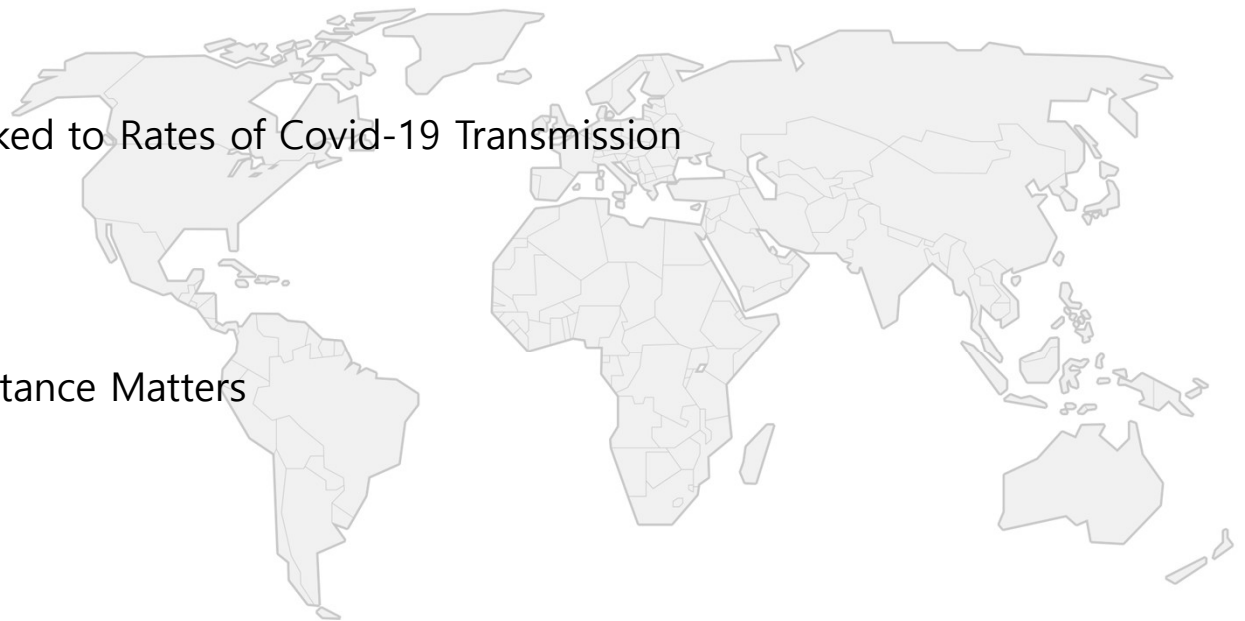 ked to Rates of Covid-19 Transmission
tance Matters